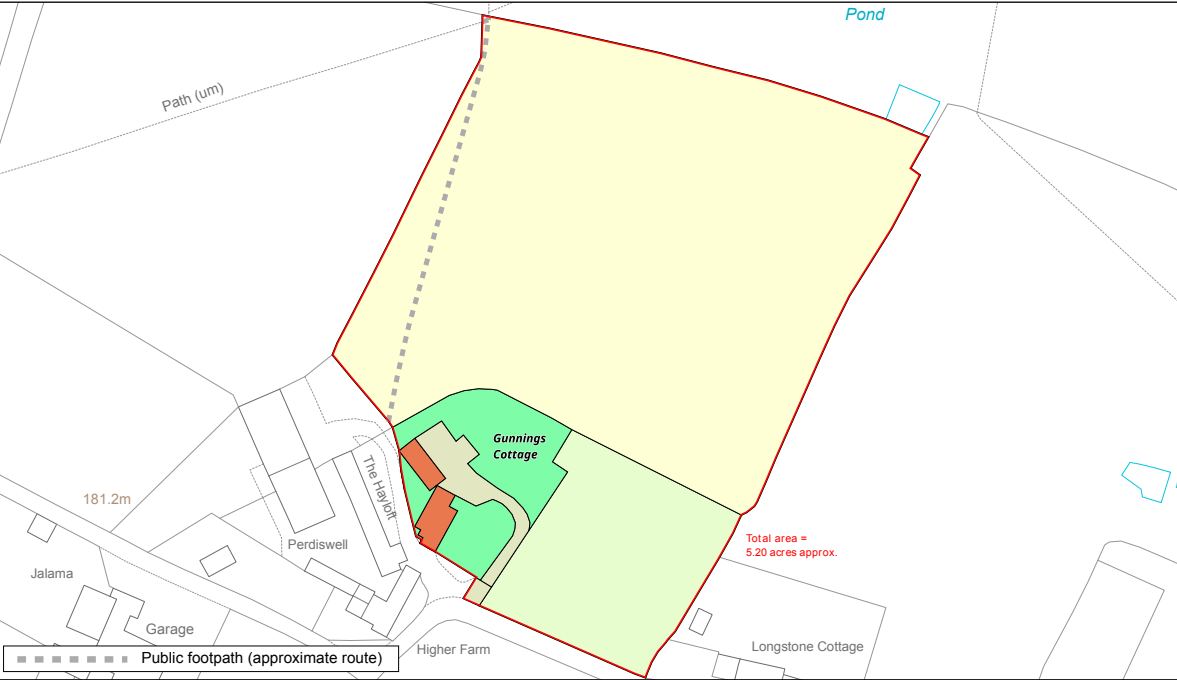 Pond
Path (um)
Gunnings
Cottage
The Hayloft
181.2m
Perdiswell
Total area =
5.20 acres approx.
Jalama
Garage
Higher Farm
Longstone Cottage
Public footpath (approximate route)